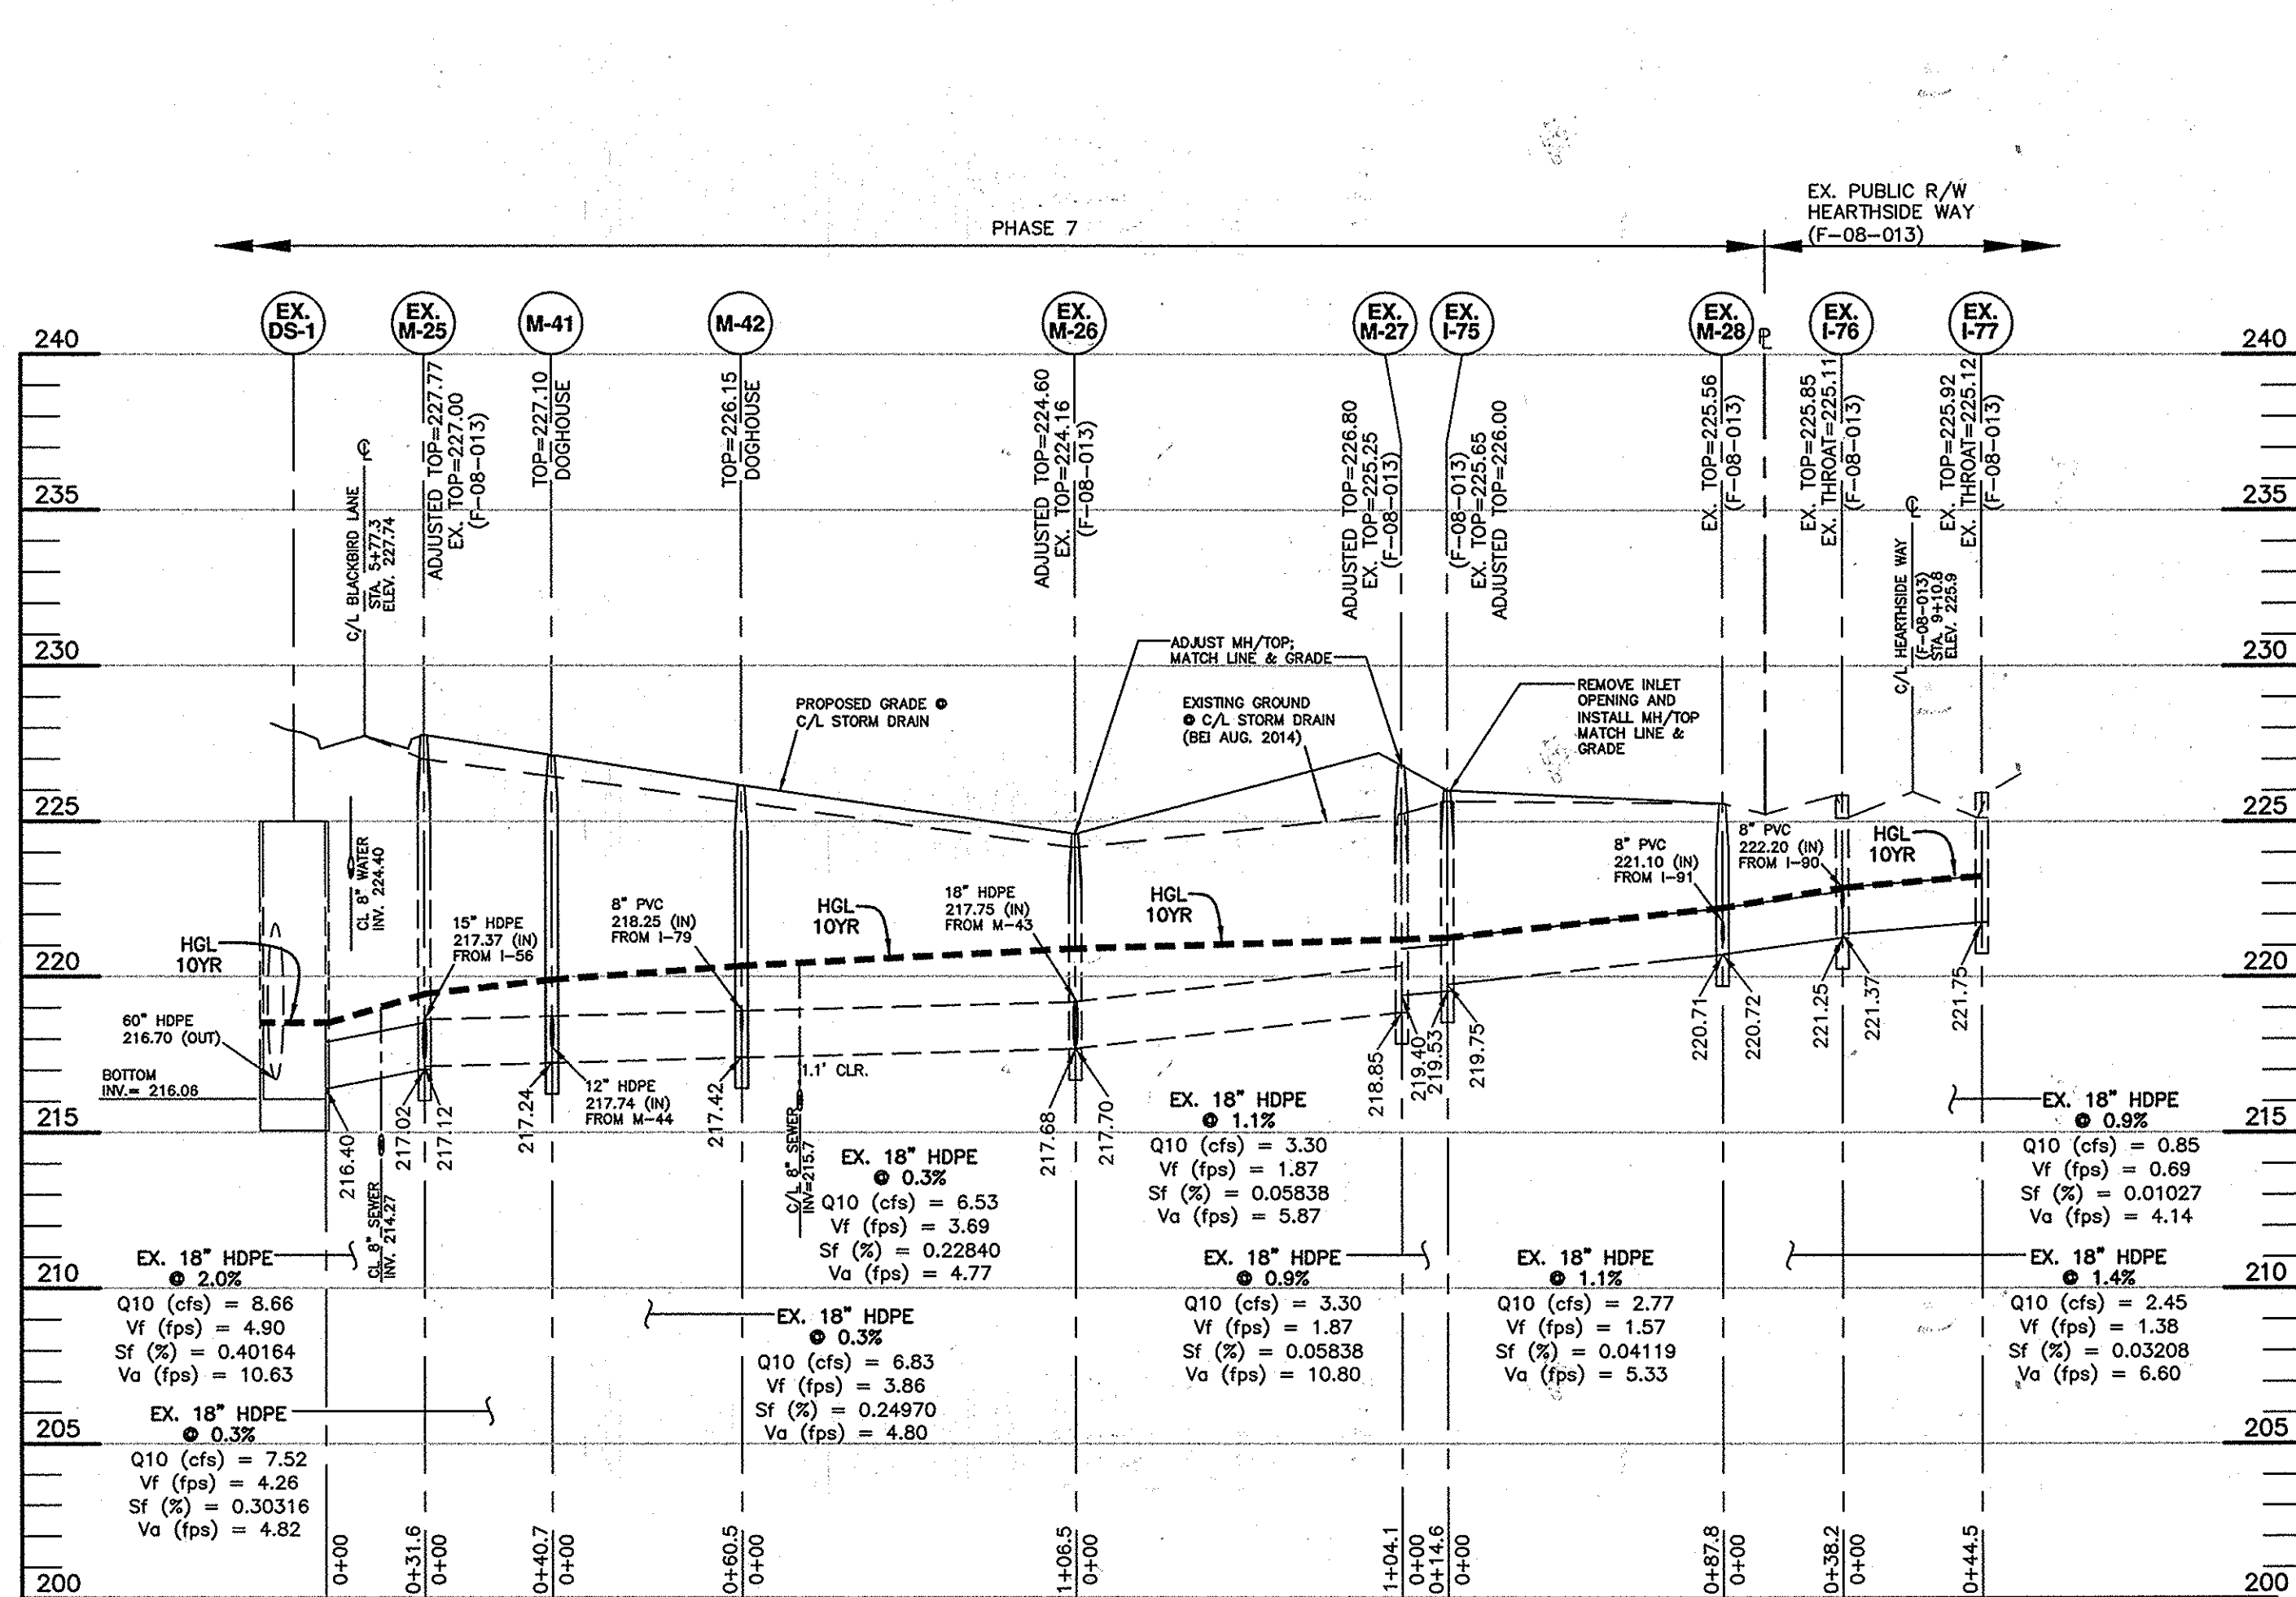 EX. PUBLIC R/W
HEARTHSIDE WAY
(F-08-013)
PHASE 7
EX.
DS-1
EX.
M-25
M-41
M-42
EX.
M-26
EX.
M-27
EX.
I-75
EX.
M-28
EX.
I-76
EX.
I-77
240
240
235
235
230
230
225
225
220
220
215
215
210
210
205
205
200
200
C/L BLACKBIRD LANE
STA. 5+77.3
ELEV. 227.74
ADJUSTED TOP=227.77
EX. TOP=227.00
(F-08-013)
TOP=227.10
DOGHOUSE
TOP=226.15
DOGHOUSE
ADJUSTED TOP=224.60
EX. TOP=224.16
(F-08-013)
ADJUSTED TOP=226.80
EX. TOP=225.25
(F-08-013)
(F-08-013)
EX. TOP=225.65
ADJUSTED TOP=226.00
EX. TOP=225.56
(F-08-013)
EX. TOP=225.85
EX. THROAT=225.11
(F-08-013)
C/L HEARTHSIDE WAY
(F-08-013)
STA. 9+10.8
ELEV. 225.9
EX. TOP=225.92
EX. THROAT=225.12
(F-08-013)
ADJUST MH/TOP;
MATCH LINE & GRADE
PROPOSED GRADE @
C/L STORM DRAIN
EXISTING GROUND
@ C/L STORM DRAIN
(BEI AUG. 2014)
REMOVE INLET
OPENING AND
INSTALL MH/TOP
MATCH LINE &
GRADE
CL 8" WATER
INV. 224.40
HGL
10YR
60" HDPE
216.70 (OUT)
BOTTOM
INV.= 216.06
15" HDPE
217.37 (IN)
FROM I-56
8" PVC
218.25 (IN)
FROM I-79
HGL
10YR
18" HDPE
217.75 (IN)
FROM M-43
HGL
10YR
8" PVC
221.10 (IN)
FROM I-91
8" PVC
222.20 (IN)
FROM I-90
HGL
10YR
12" HDPE
217.74 (IN)
FROM M-44
1.1' CLR.
216.40
CL 8" SEWER
INV. 214.27
217.02
217.12
217.24
217.42
C/L 8" SEWER
INV=215.7
217.68
217.70
218.85
219.40
219.53
219.75
220.71
220.72
221.25
221.37
221.75
EX. 18" HDPE
@ 2.0%
Q10 (cfs) = 8.66
Vf (fps) = 4.90
Sf (%) = 0.40164
Va (fps) = 10.63
EX. 18" HDPE
@ 0.3%
Q10 (cfs) = 7.52
Vf (fps) = 4.26
Sf (%) = 0.30316
Va (fps) = 4.82
EX. 18" HDPE
@ 0.3%
Q10 (cfs) = 6.53
Vf (fps) = 3.69
Sf (%) = 0.22840
Va (fps) = 4.77
EX. 18" HDPE
@ 0.3%
Q10 (cfs) = 6.83
Vf (fps) = 3.86
Sf (%) = 0.24970
Va (fps) = 4.80
EX. 18" HDPE
@ 1.1%
Q10 (cfs) = 3.30
Vf (fps) = 1.87
Sf (%) = 0.05838
Va (fps) = 5.87
EX. 18" HDPE
@ 0.9%
Q10 (cfs) = 3.30
Vf (fps) = 1.87
Sf (%) = 0.05838
Va (fps) = 10.80
EX. 18" HDPE
@ 1.1%
Q10 (cfs) = 2.77
Vf (fps) = 1.57
Sf (%) = 0.04119
Va (fps) = 5.33
EX. 18" HDPE
@ 0.9%
Q10 (cfs) = 0.85
Vf (fps) = 0.69
Sf (%) = 0.01027
Va (fps) = 4.14
EX. 18" HDPE
@ 1.4%
Q10 (cfs) = 2.45
Vf (fps) = 1.38
Sf (%) = 0.03208
Va (fps) = 6.60
0+00
0+31.6
0+00
0+40.7
0+00
0+60.5
0+00
1+06.5
0+00
1+04.1
0+00
0+14.6
0+00
0+87.8
0+00
0+38.2
0+00
0+44.5